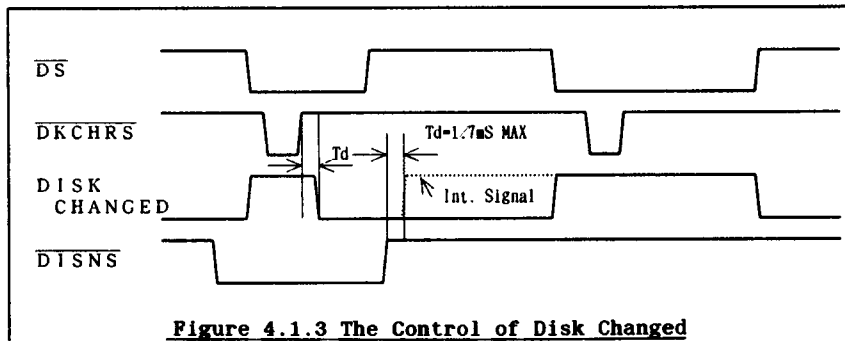 DS
DKCHRS
Td
Td=1.7mS MAX
DISK
CHANGED
Int. Signal
DISNS
Figure 4.1.3 The Control of Disk Changed